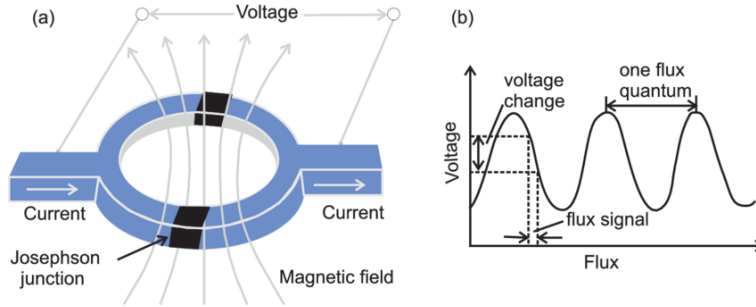 (a)
Voltage
Current
Current
Josephson
junction
Magnetic field
(b)
voltage
change
one flux
quantum
Voltage
flux signal
Flux